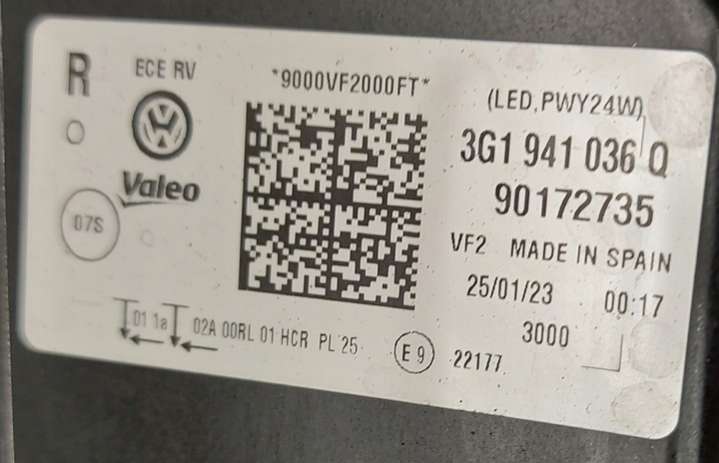 R
ECE RV
*9000VF2000FT*
(LED,PWY24W)
3G1 941 036 Q
Valeo
90172735
07S
VF2 MADE IN SPAIN
25/01/23 00:17
01 1a 02A 00RL 01 HCR PL 25
3000
E 9 22177